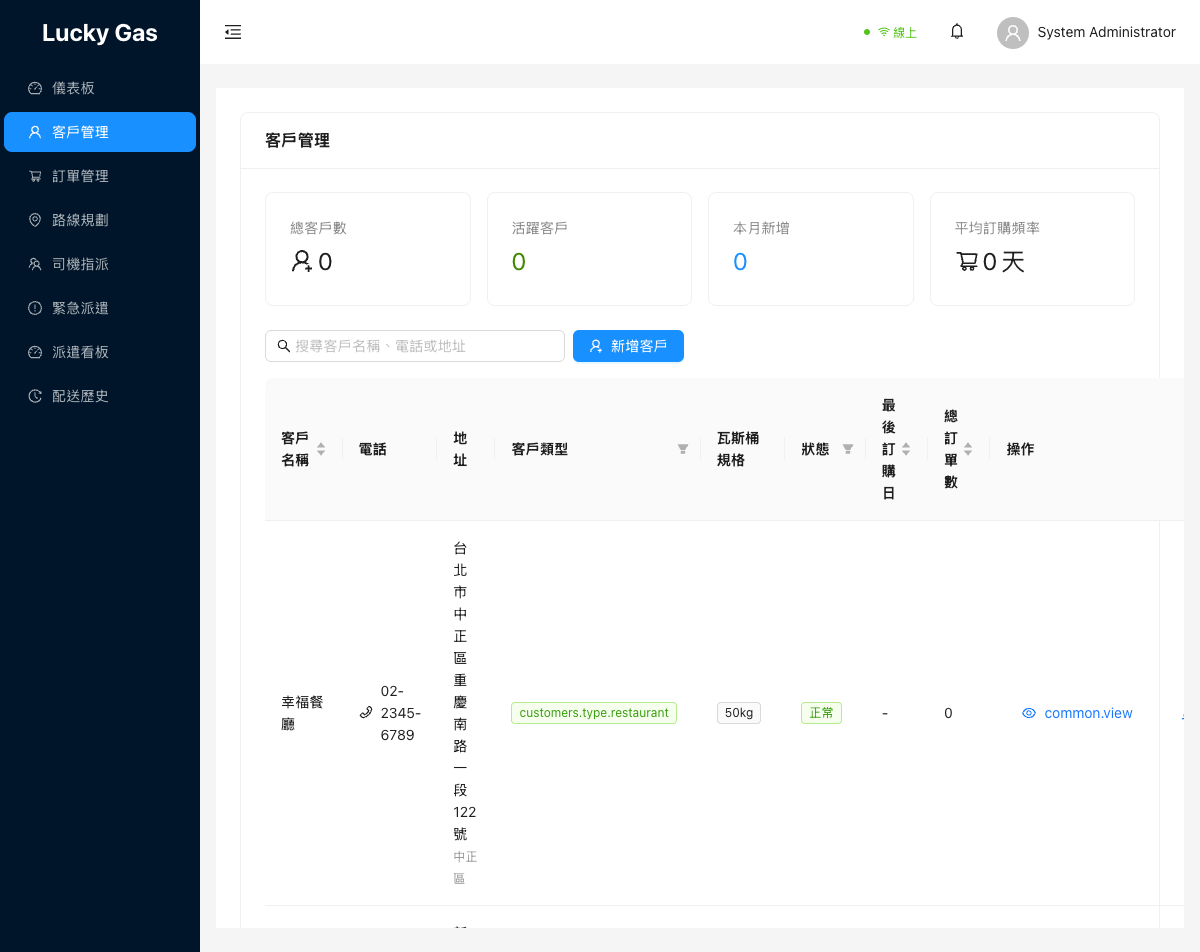 Lucky Gas
線上
System Administrator
儀表板
客戶管理
訂單管理
路線規劃
司機指派
緊急派遣
派遣看板
配送歷史
客戶管理
總客戶數
0
活躍客戶
0
本月新增
0
平均訂購頻率
0 天
搜尋客戶名稱、電話或地址
新增客戶
客戶
名稱
電話
地
址
客戶類型
瓦斯桶
規格
狀態
最
後
訂
購
日
總
訂
單
數
操作
幸福餐
廳
02-
2345-
6789
台
北
市
中
正
區
重
慶
南
路
一
段
122
號
中正
區
customers.type.restaurant
50kg
正常
-
0
common.view